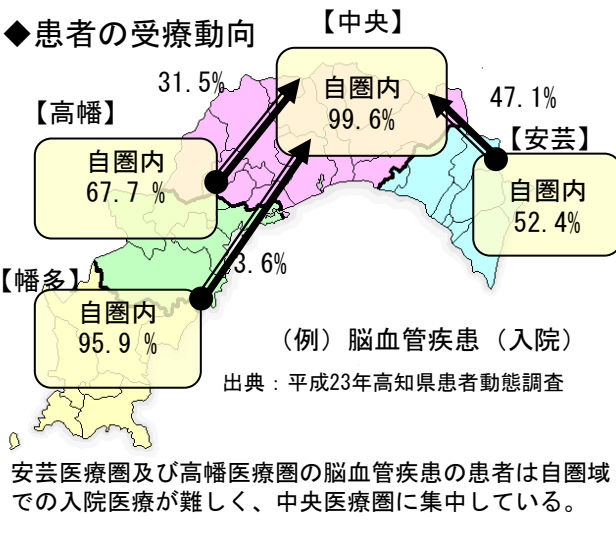 ◆患者の受療動向
【中央】
自圏内
99.6%
31.5%
47.1%
【高幡】
自圏内
67.7 %
【安芸】
自圏内
52.4%
3.6%
【幡多】
自圏内
95.9 %
（例）脳血管疾患（入院）
出典：平成23年高知県患者動態調査
安芸医療圏及び高幡医療圏の脳血管疾患の患者は自圏域
での入院医療が難しく、中央医療圏に集中している。